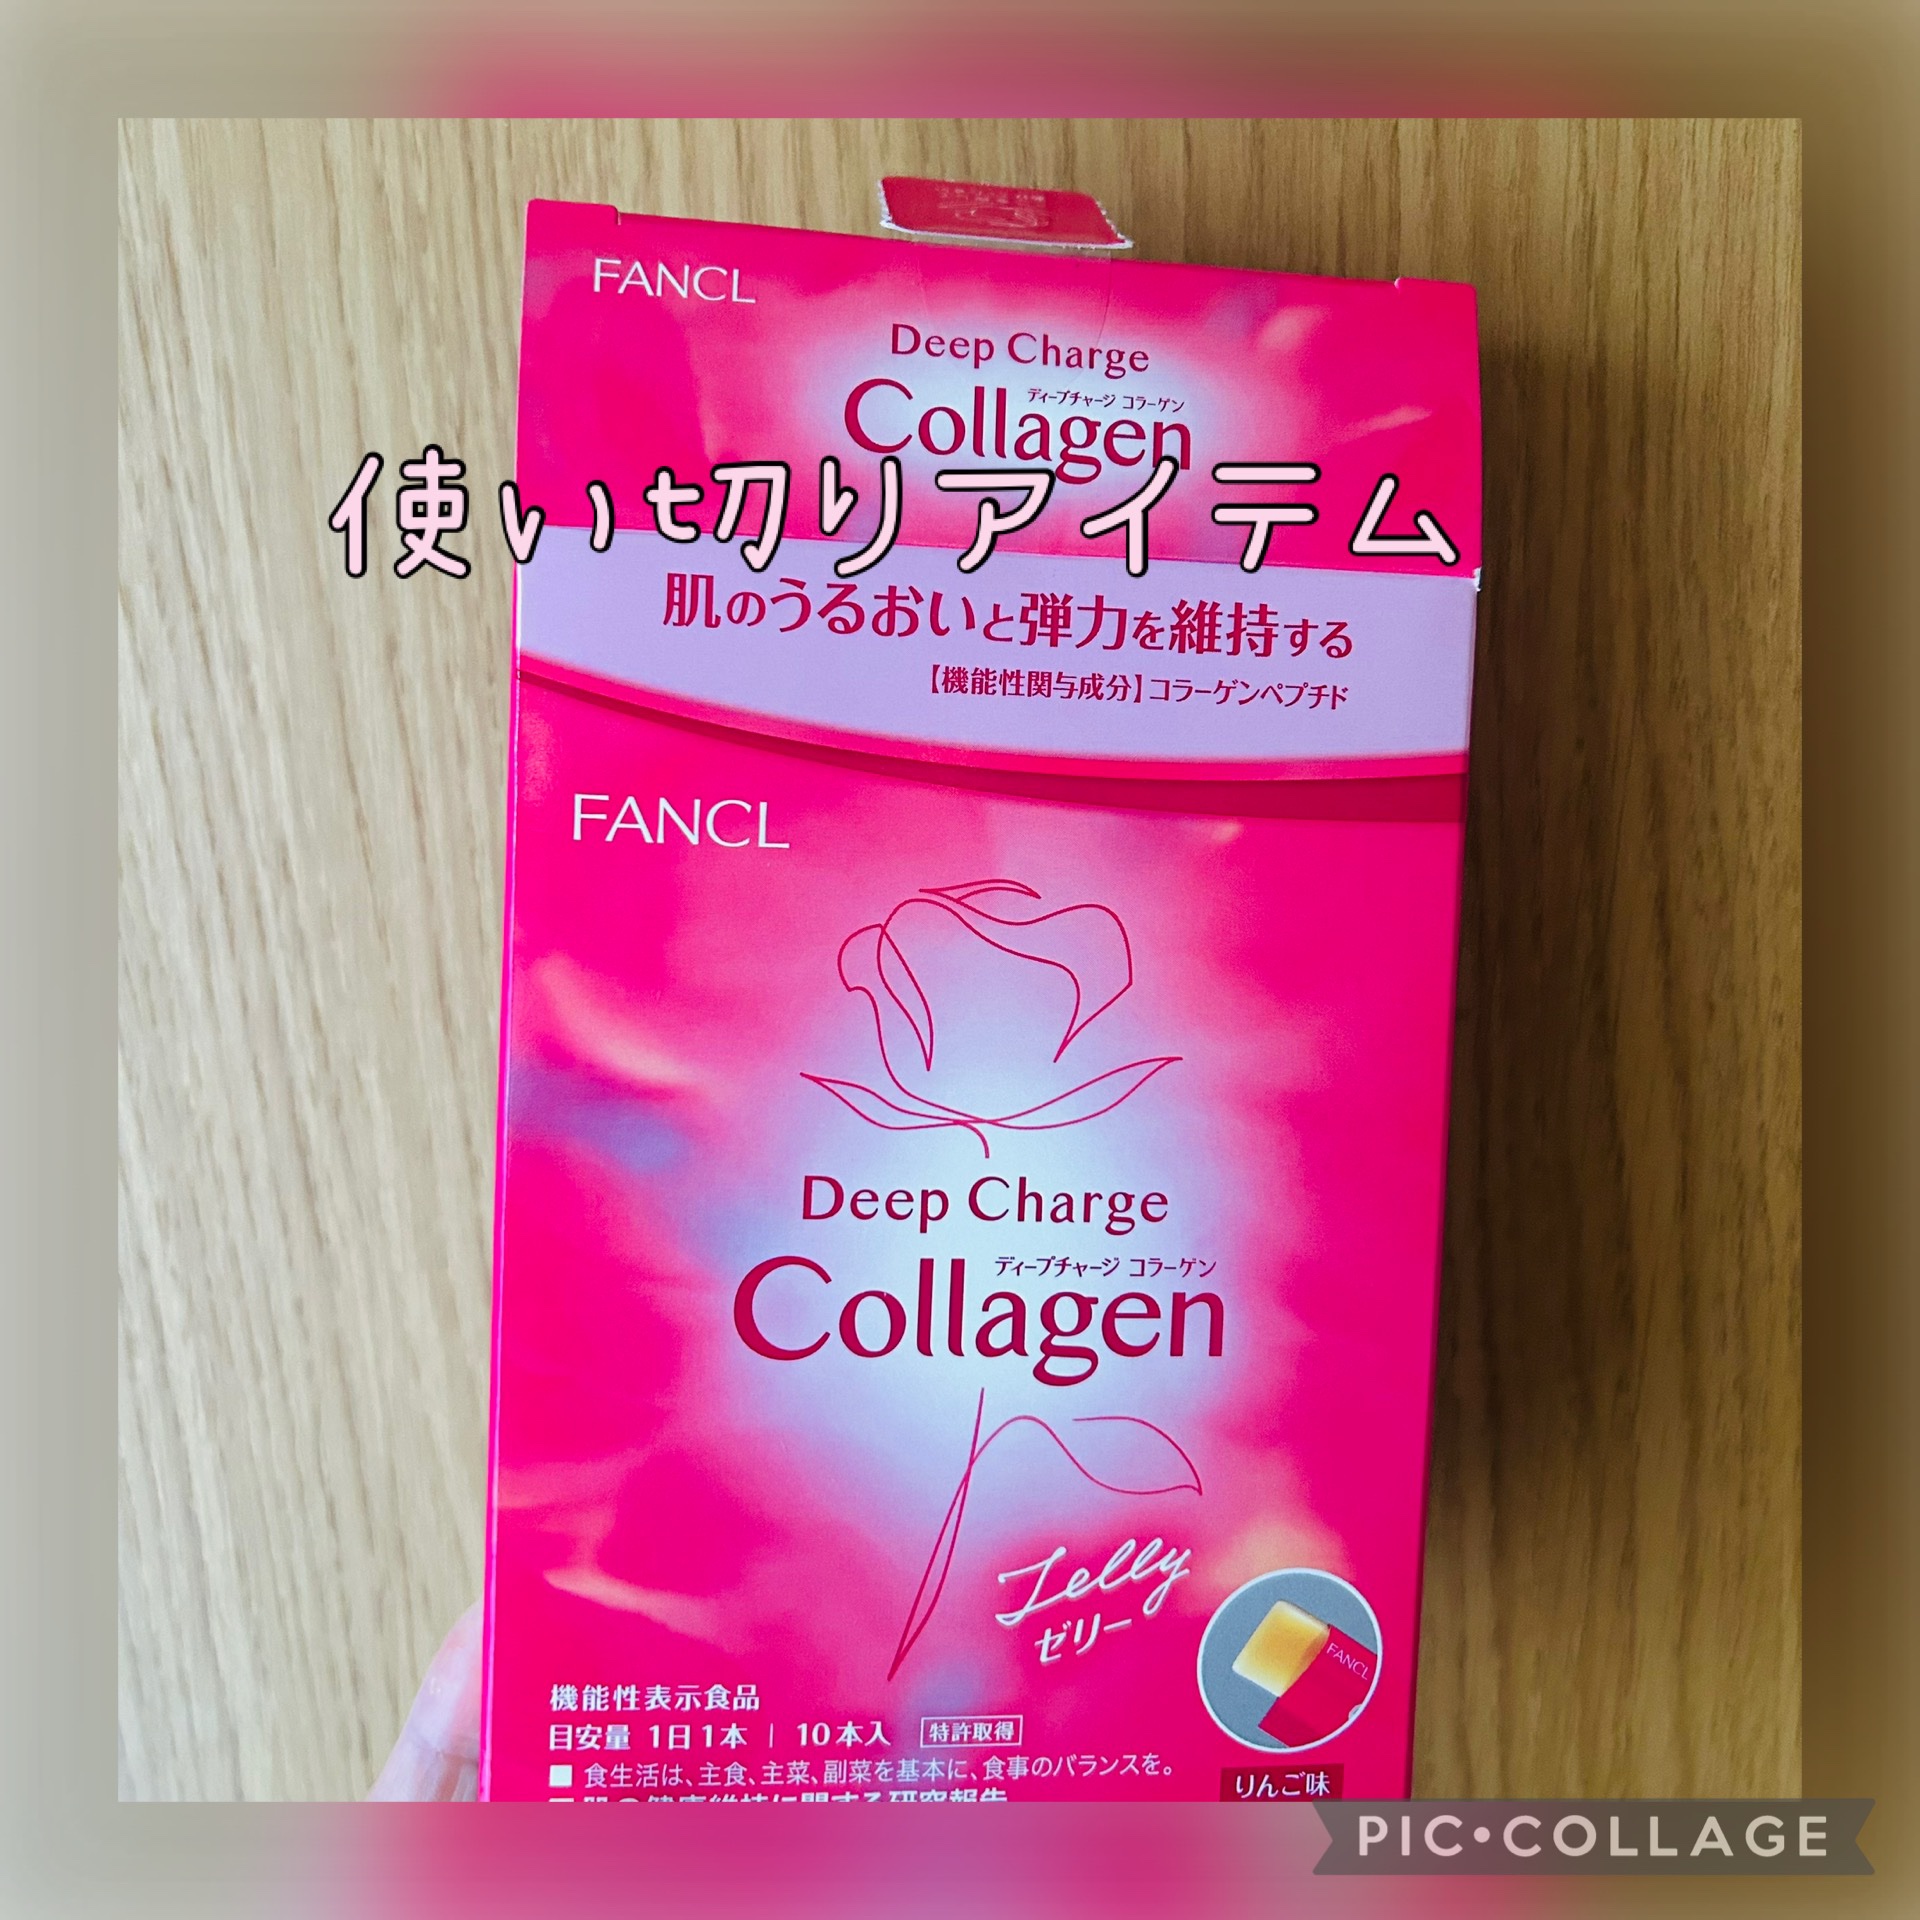 FANCL
Deep Charge
ディープチャージ コラーゲン
Collagen
使い切りアイテム
肌のうるおいと弾力を維持する
【機能性関与成分】コラーゲンペプチド
FANCL
Deep Charge
ディープチャージ コラーゲン
Collagen
Jelly
ゼリー
FANCL
機能性表示食品
目安量 1日1本 | 10本入 特許取得
■ 食生活は、主食、主菜、副菜を基本に、食事のバランスを。
りんご味
PIC•COLLAGE